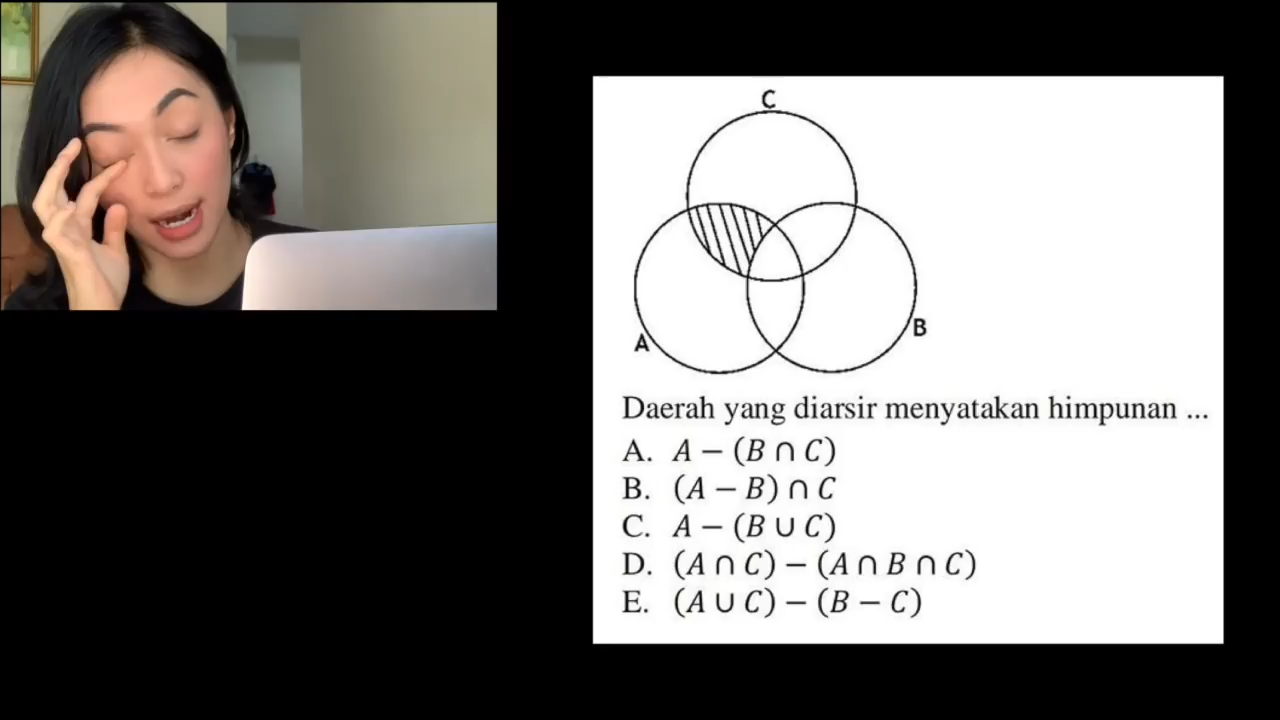 C
A
B
Daerah yang diarsir menyatakan himpunan ...
A. A − (B ∩ C)
B. (A − B) ∩ C
C. A − (B ∪ C)
D. (A ∩ C) − (A ∩ B ∩ C)
E. (A ∪ C) − (B − C)